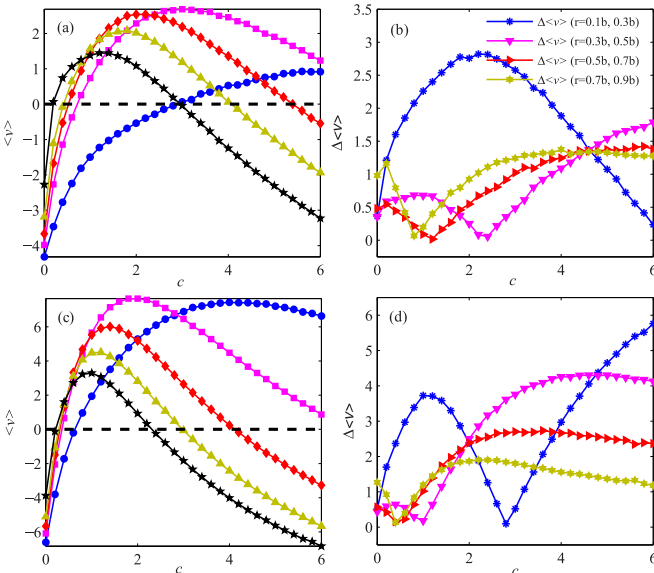 (a)
2
1
0
−1
−2
−3
−4
<v>
0 2 4 6
c
(b)
3.5
3
2.5
2
1.5
1
0.5
0
Δ<v>
Δ<v> (r=0.1b, 0.3b)
Δ<v> (r=0.3b, 0.5b)
Δ<v> (r=0.5b, 0.7b)
Δ<v> (r=0.7b, 0.9b)
0 2 4 6
c
(c)
6
4
2
0
−2
−4
−6
<v>
0 2 4 6
c
(d)
6
5
4
3
2
1
0
Δ<v>
0 2 4 6
c